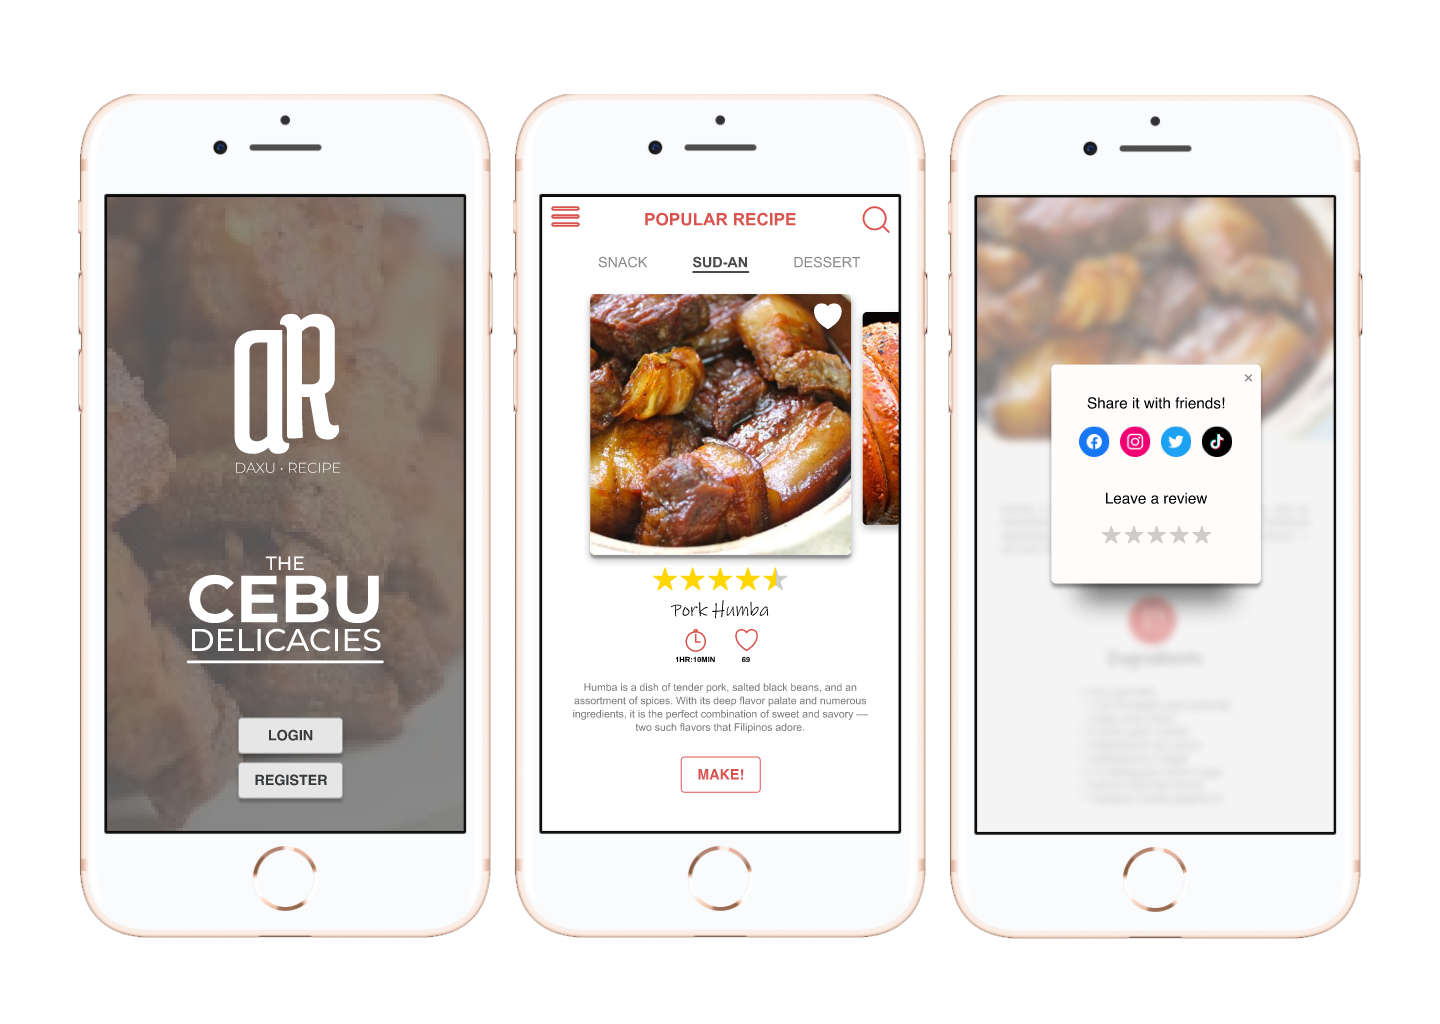 DR
DAXU · RECIPE
THE
CEBU
DELICACIES
LOGIN
REGISTER
POPULAR RECIPE
SNACK SUD-AN DESSERT
Pork Humba
1HR:10MIN 69
Humba is a dish of tender pork, salted black beans, and an
assortment of spices. With its deep flavor palate and numerous
ingredients, it is the perfect combination of sweet and savory —
two such flavors that Filipinos adore.
MAKE!
×
Share it with friends!
Leave a review
Ingredients